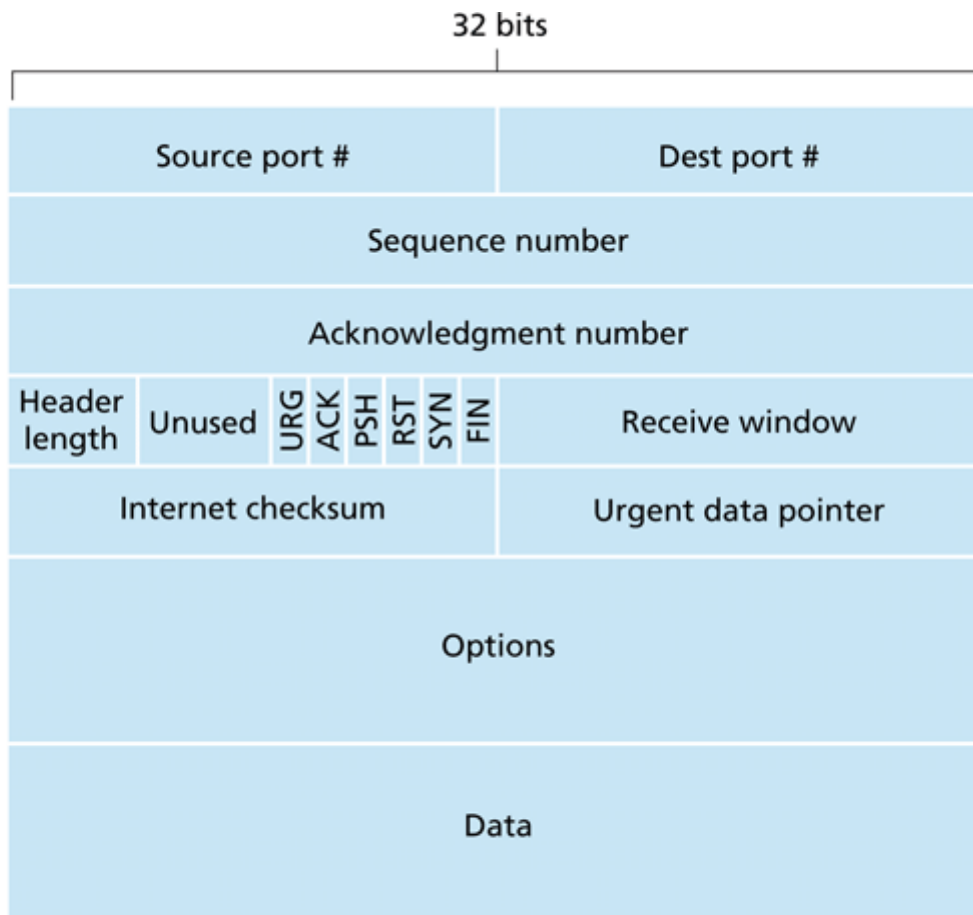 32 bits
Source port #
Dest port #
Sequence number
Acknowledgment number
Header
length
Unused
URG
ACK
PSH
RST
SYN
FIN
Receive window
Internet checksum
Urgent data pointer
Options
Data